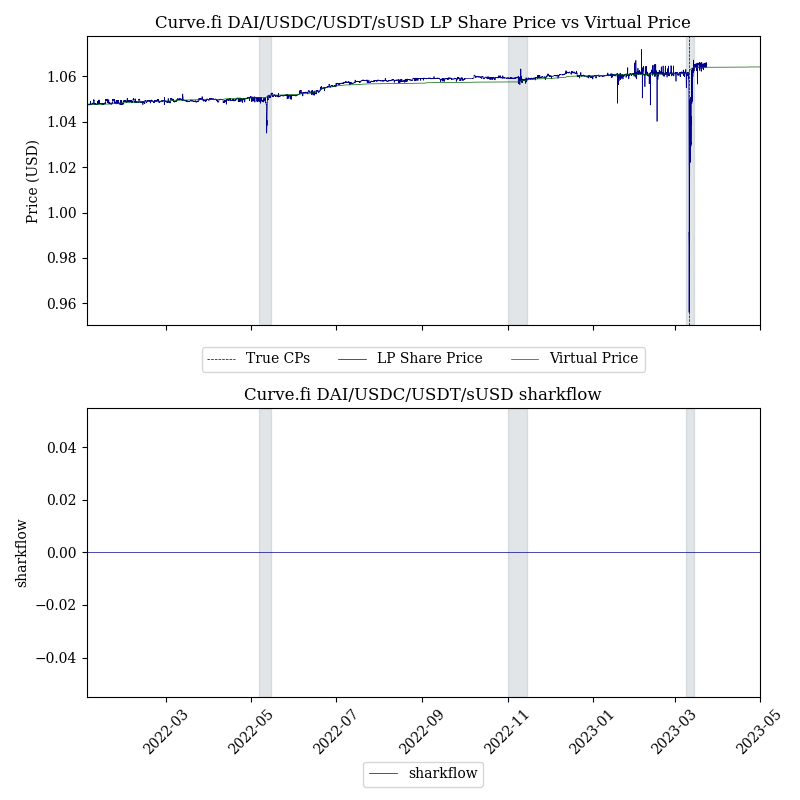 Curve.fi DAI/USDC/USDT/sUSD LP Share Price vs Virtual Price
1.06
1.04
1.02
1.00
0.98
0.96
Price (USD)
True CPs LP Share Price Virtual Price
Curve.fi DAI/USDC/USDT/sUSD sharkflow
0.04
0.02
0.00
−0.02
−0.04
sharkflow
2022-03 2022-05 2022-07 2022-09 2022-11 2023-01 2023-03 2023-05
sharkflow